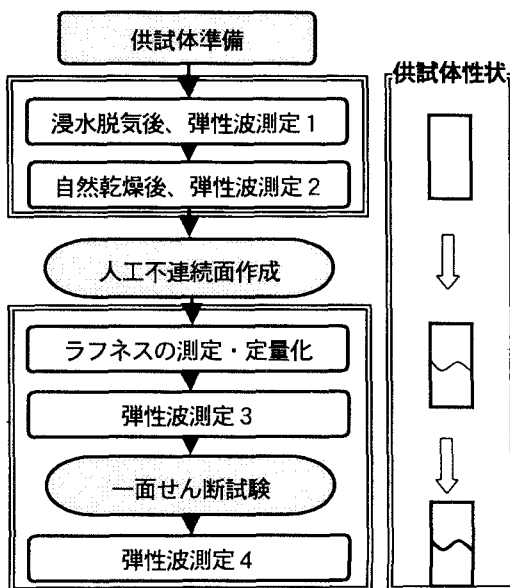 供試体準備
供試体性状
浸水脱気後、弾性波測定1
自然乾燥後、弾性波測定2
人工不連続面作成
ラフネスの測定・定量化
弾性波測定3
一面せん断試験
弾性波測定4